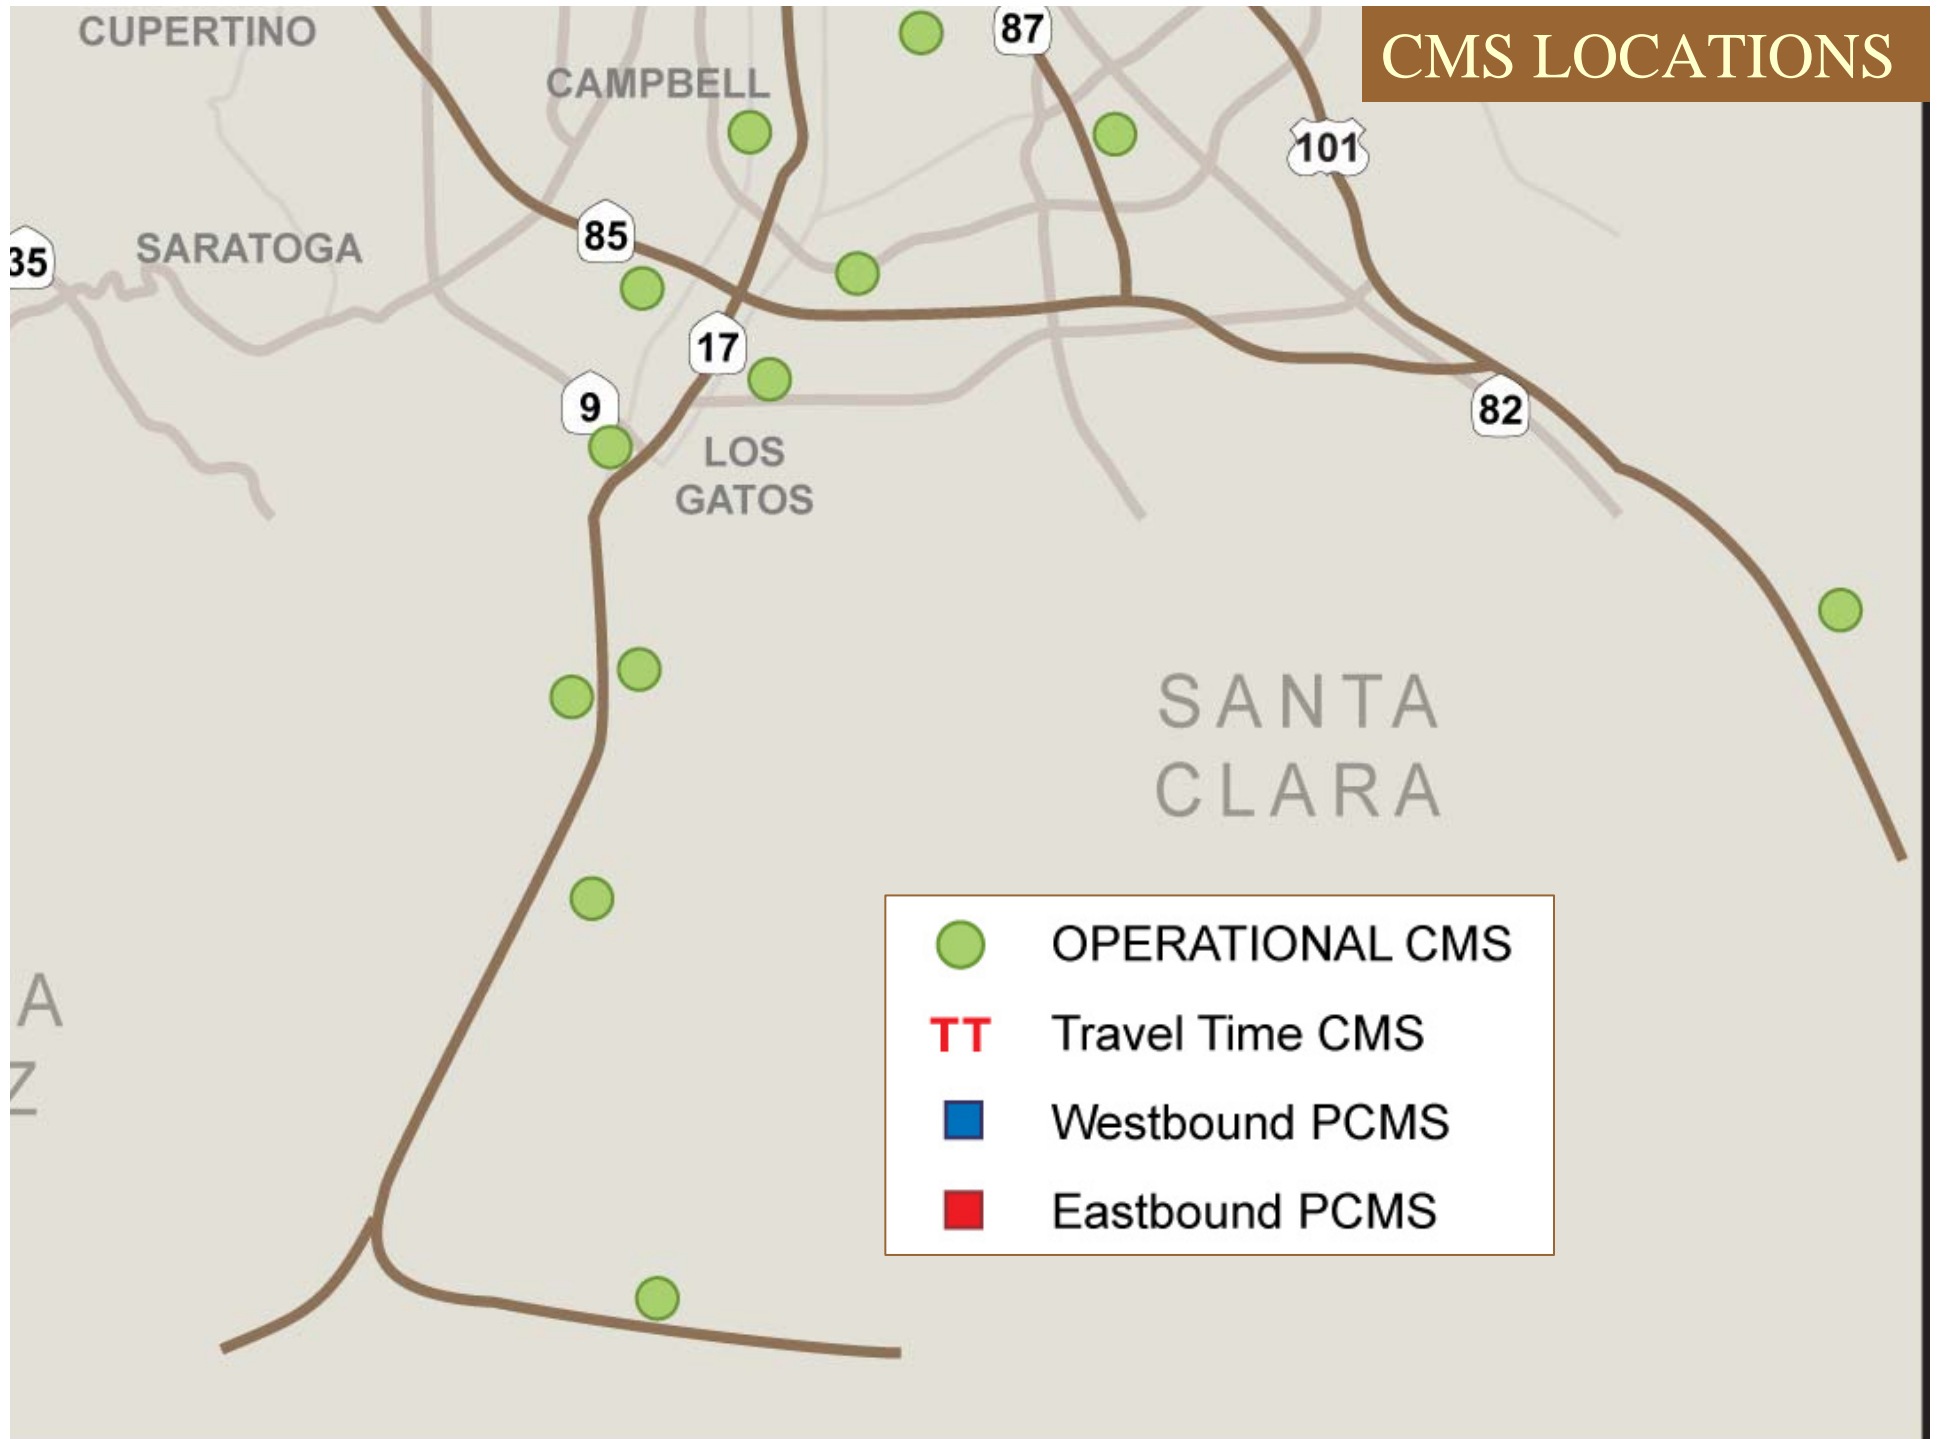 CUPERTINO
87
CMS LOCATIONS
CAMPBELL
101
85
SARATOGA
35
17
9
82
LOS
GATOS
SANTA
CLARA
A
Z
OPERATIONAL CMS
TT Travel Time CMS
Westbound PCMS
Eastbound PCMS